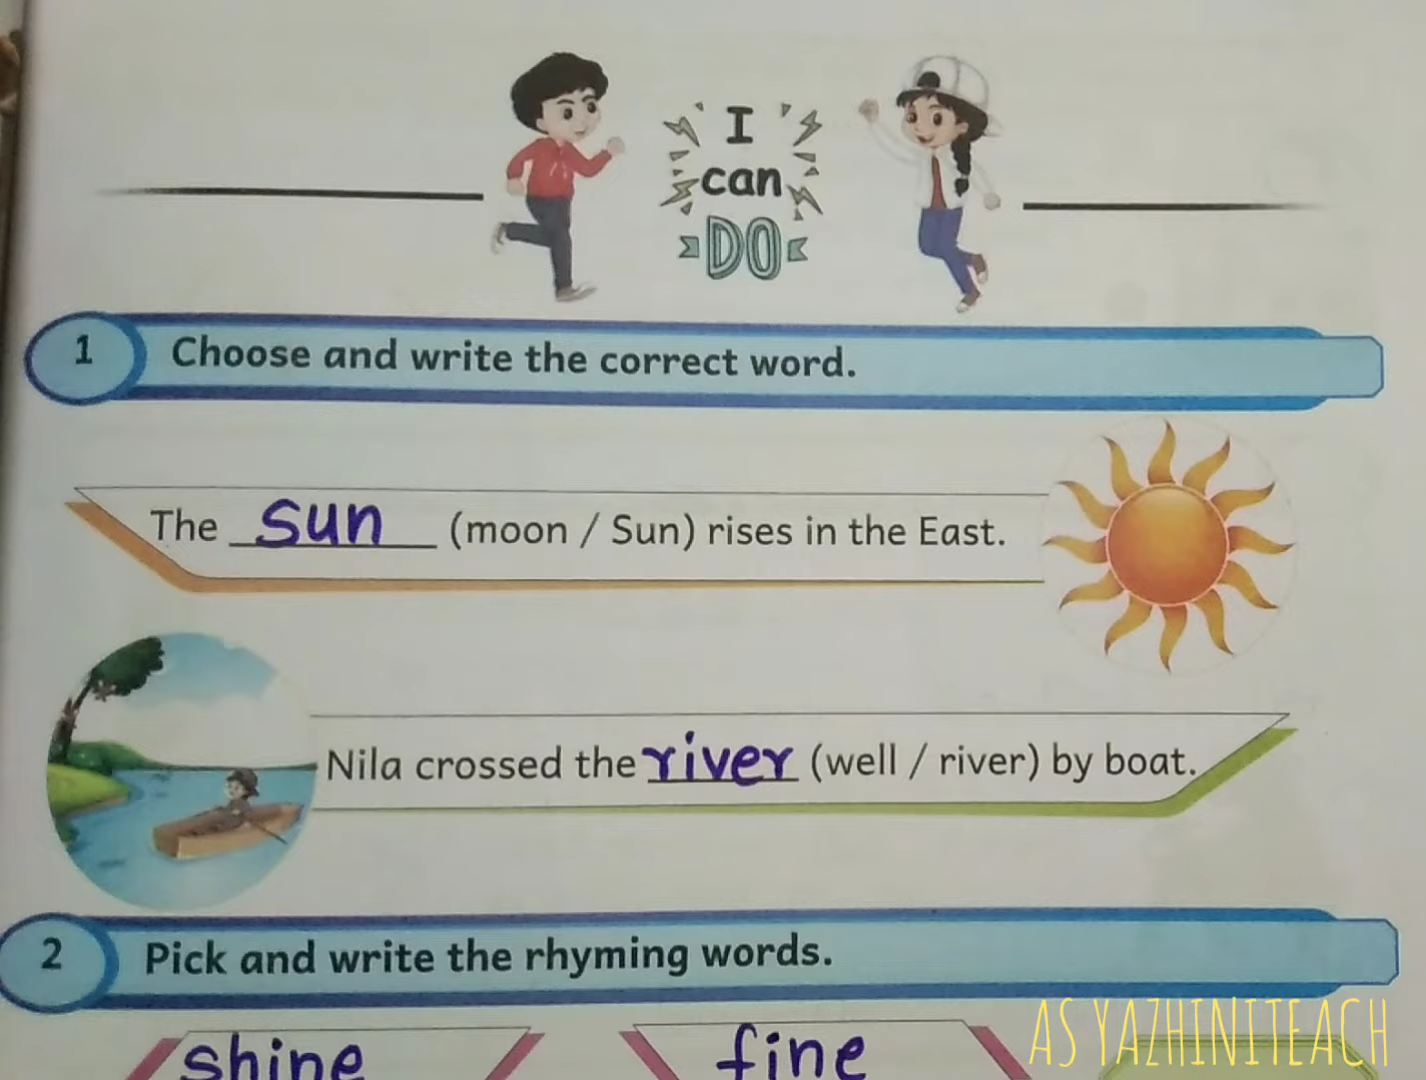 I
can
DO
1 Choose and write the correct word.
The sun (moon / Sun) rises in the East.
Nila crossed the river (well / river) by boat.
2 Pick and write the rhyming words.
shine fine
AS YAZHINITEACH